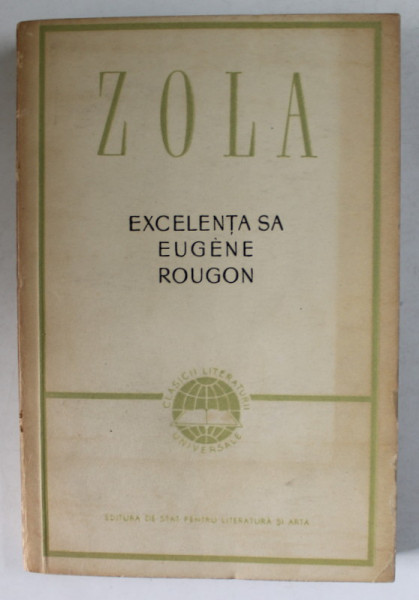 ZOLA
EXCELENȚA SA
EUGÈNE
ROUGON
CLASICII LITERATURII
UNIVERSALE
EDITURA DE STAT PENTRU LITERATURĂ ȘI ARTĂ